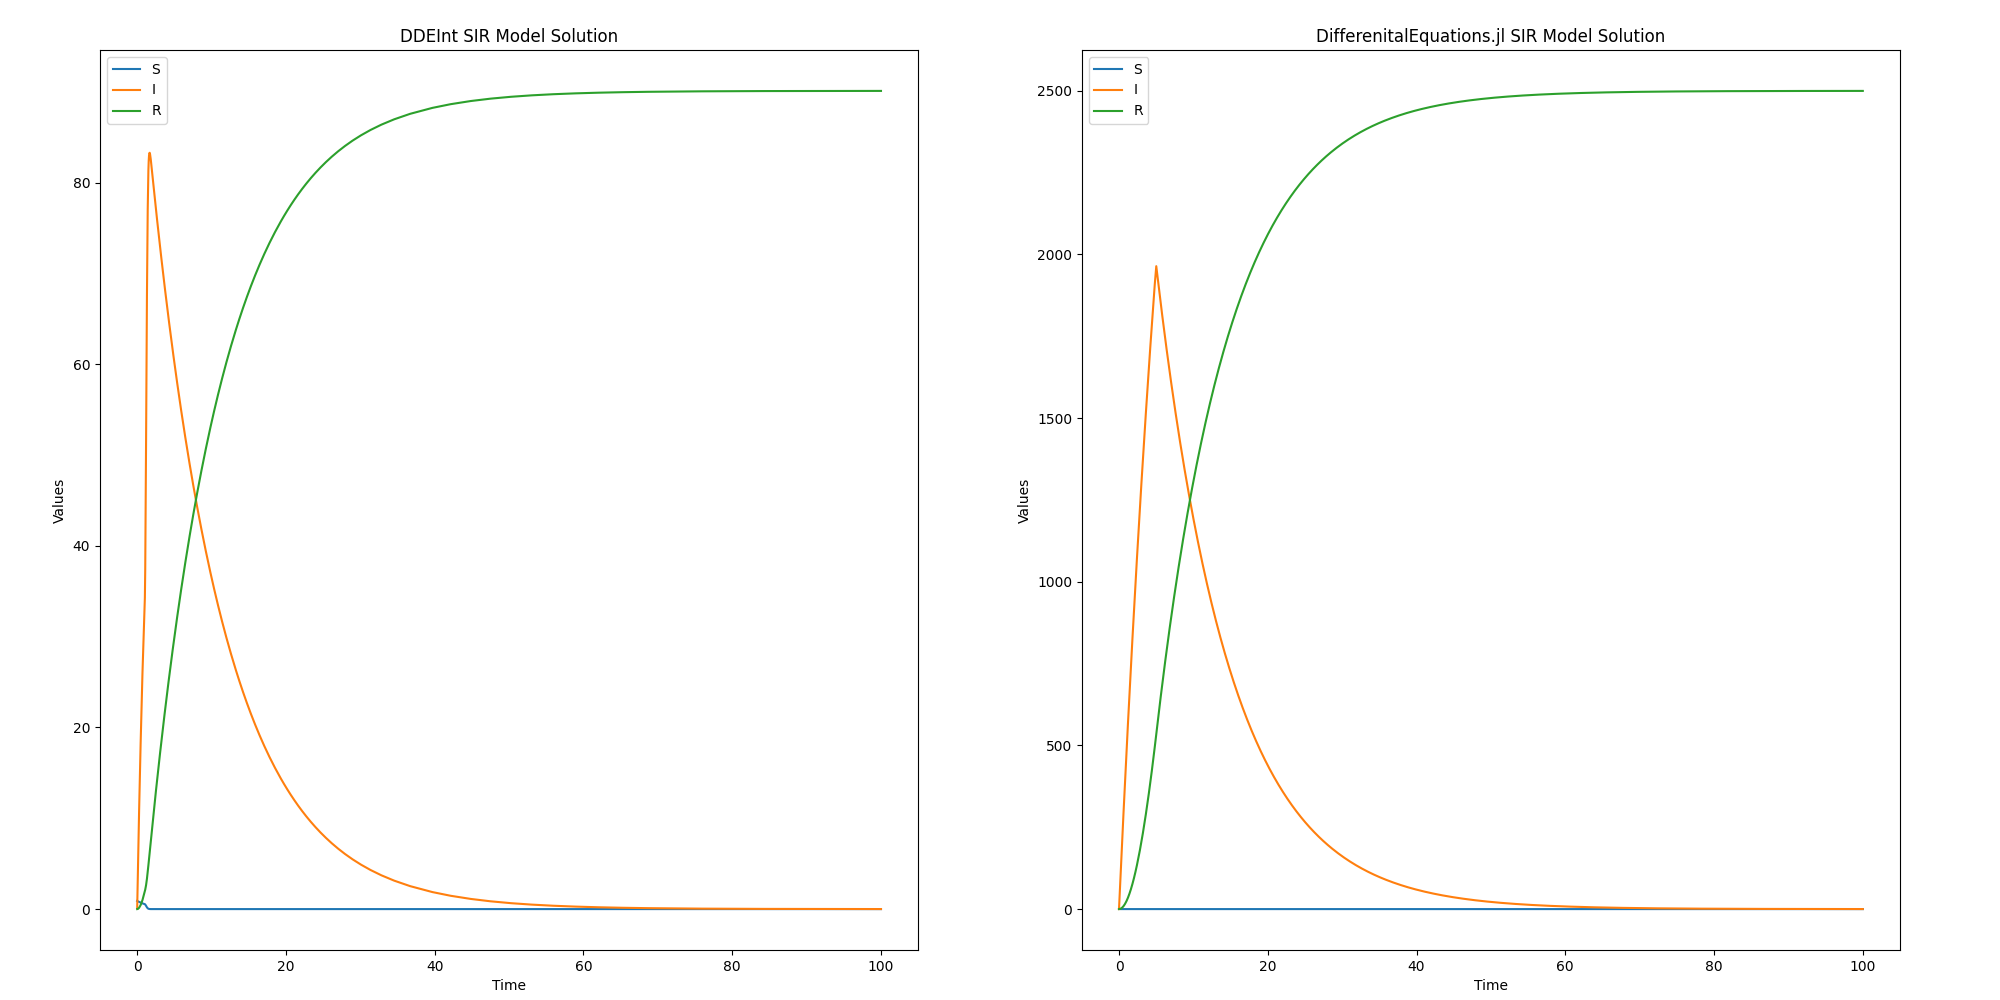 DDEInt SIR Model Solution
S
I
R
80
60
40
20
0
Values
0 20 40 60 80 100
Time
DifferenitalEquations.jl SIR Model Solution
S
I
R
2500
2000
1500
1000
500
0
Values
0 20 40 60 80 100
Time